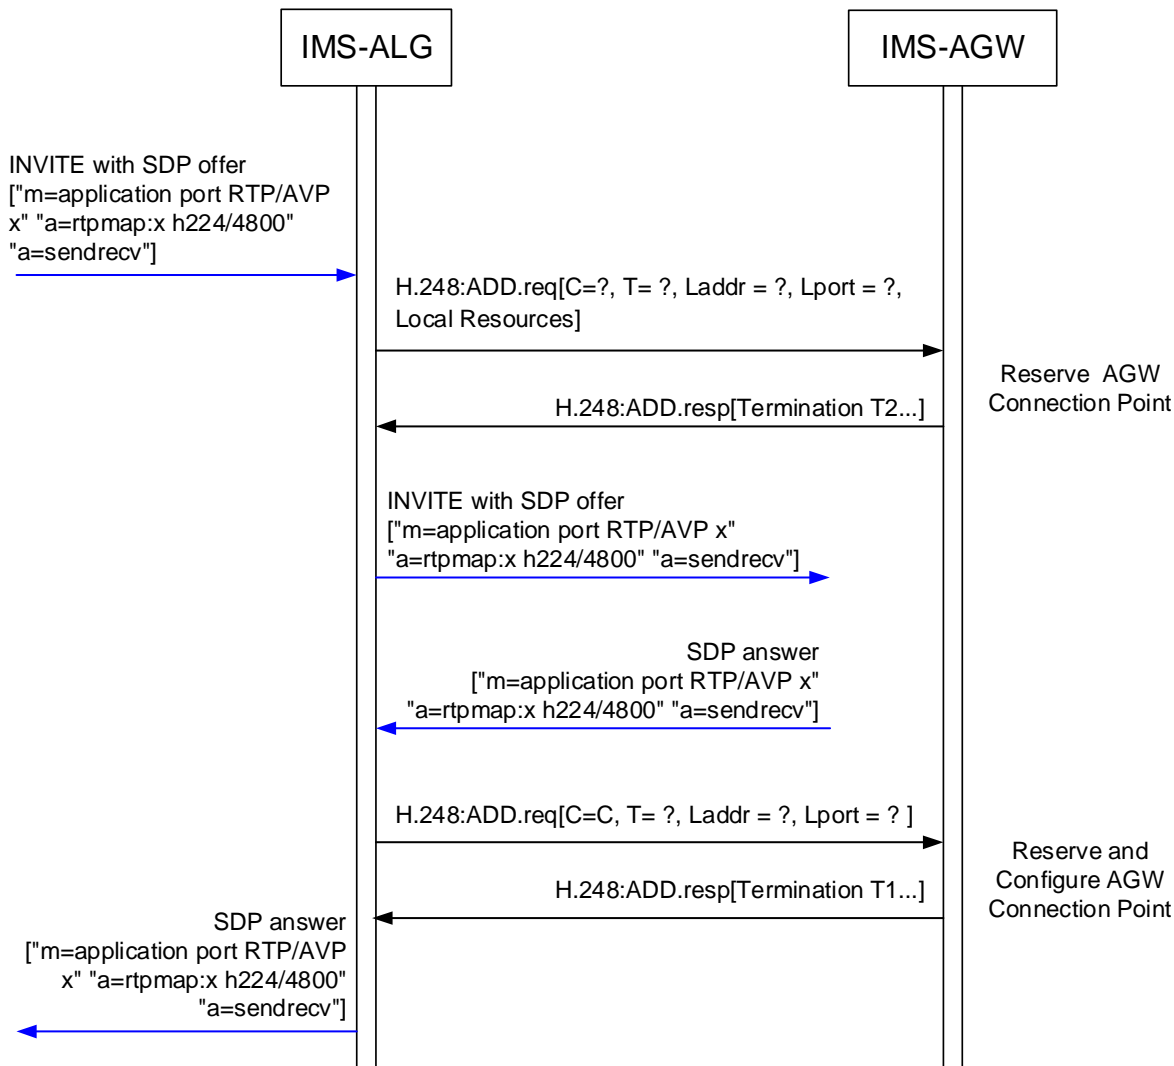 IMS-ALG
IMS-AGW
INVITE with SDP offer
["m=application port RTP/AVP
x" "a=rtpmap:x h224/4800"
"a=sendrecv"]
H.248:ADD.req[C=?, T= ?, Laddr = ?, Lport = ?,
Local Resources]
Reserve AGW
Connection Point
H.248:ADD.resp[Termination T2...]
INVITE with SDP offer
["m=application port RTP/AVP x"
"a=rtpmap:x h224/4800" "a=sendrecv"]
SDP answer
["m=application port RTP/AVP x"
"a=rtpmap:x h224/4800" "a=sendrecv"]
H.248:ADD.req[C=C, T= ?, Laddr = ?, Lport = ? ]
Reserve and
Configure AGW
Connection Point
H.248:ADD.resp[Termination T1...]
SDP answer
["m=application port RTP/AVP
x" "a=rtpmap:x h224/4800"
"a=sendrecv"]